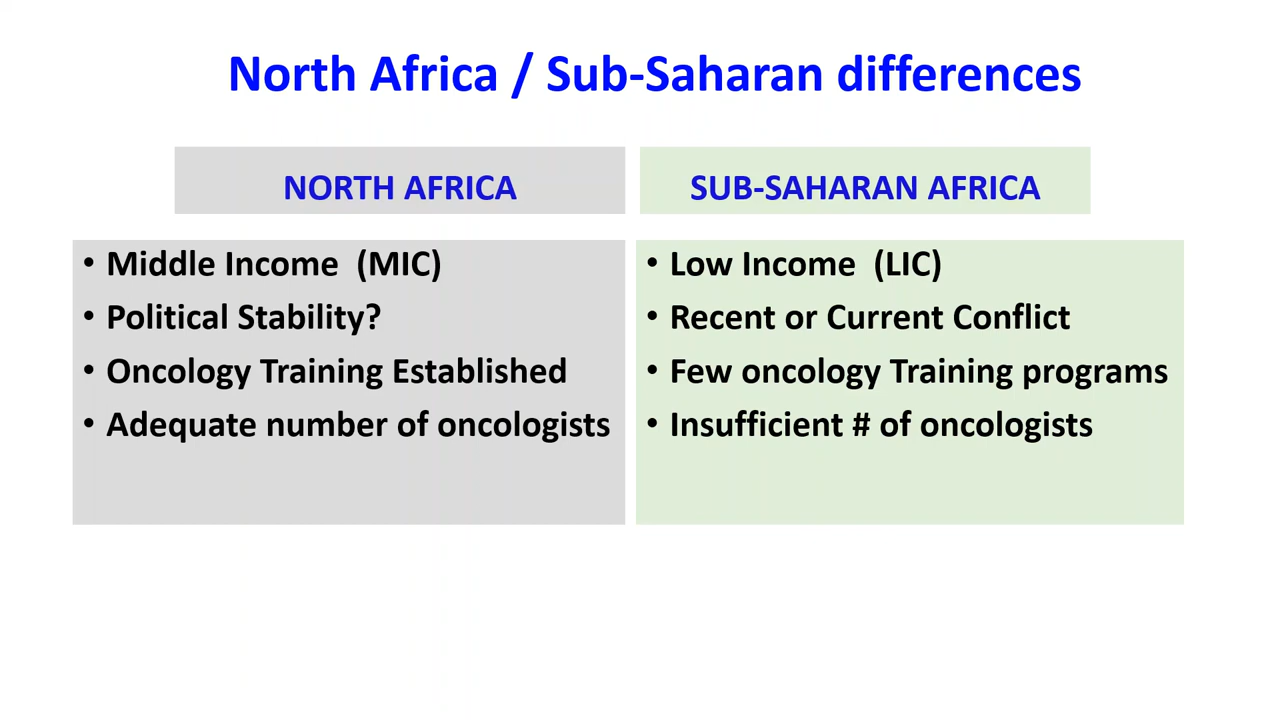 North Africa / Sub-Saharan differences
NORTH AFRICA
• Middle Income  (MIC)
• Political Stability?
• Oncology Training Established
• Adequate number of oncologists
SUB-SAHARAN AFRICA
• Low Income  (LIC)
• Recent or Current Conflict
• Few oncology Training programs
• Insufficient # of oncologists